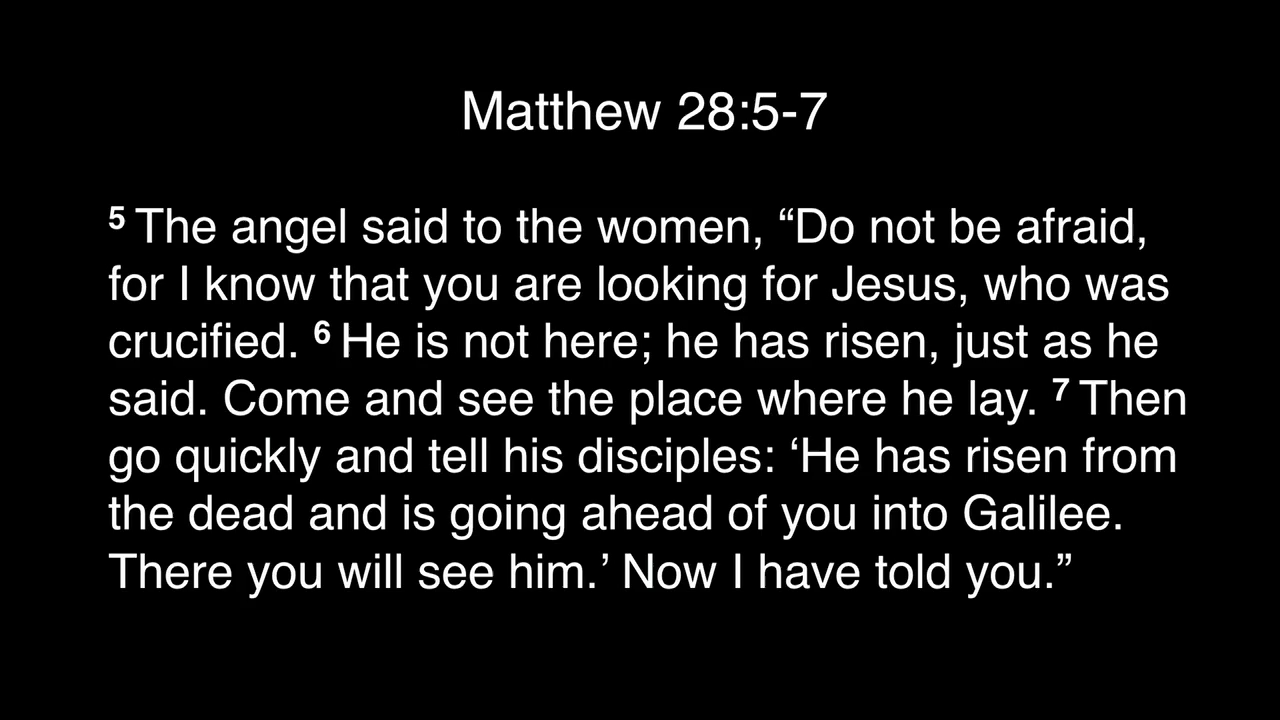 Matthew 28:5-7
5 The angel said to the women, “Do not be afraid,
for I know that you are looking for Jesus, who was
crucified. 6 He is not here; he has risen, just as he
said. Come and see the place where he lay. 7 Then
go quickly and tell his disciples: ‘He has risen from
the dead and is going ahead of you into Galilee.
There you will see him.’ Now I have told you.”